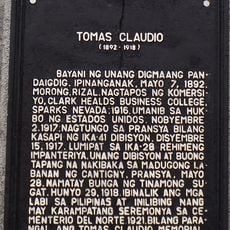 TOMAS CLAUDIO
(1892 - 1918)
BAYANI NG UNANG DIGMAANG PAN-
DAIGDIG. IPINANGANAK, MAYO 7, 1892,
MORONG, RIZAL. NAGTAPOS NG KOMERSI-
YO, CLARK HEALDS BUSINESS COLLEGE,
SPARKS NEVADA; 1916. UMANIB SA HUK-
BO NG ESTADOS UNIDOS, NOBYEMBRE
2, 1917. NAGTUNGO SA PRANSYA BILANG
KASAPI NG IKA-41 DIBISYON, DISYEMBRE
15, 1917. LUMIPAT SA IKA-28 REHIMENG
IMPANTERIYA, UNANG DIBISYON AT BUONG
TAPANG NA NAKIBAKA SA MADUGONG LA-
BANAN NG CANTIGNY, PRANSYA, MAYO
28. NAMATAY BUNGA NG TINAMONG SU-
GAT, HUNYO 29, 1918. IBINALIK ANG MGA
LABI SA PILIPINAS AT INILIBING NANG
MAY KARAMPATANG SEREMONYA SA CE-
MENTERIO DEL NORTE 1921. BILANG PARA-
NGAL, ANG TOMAS CLAUDIO MEMORIAL